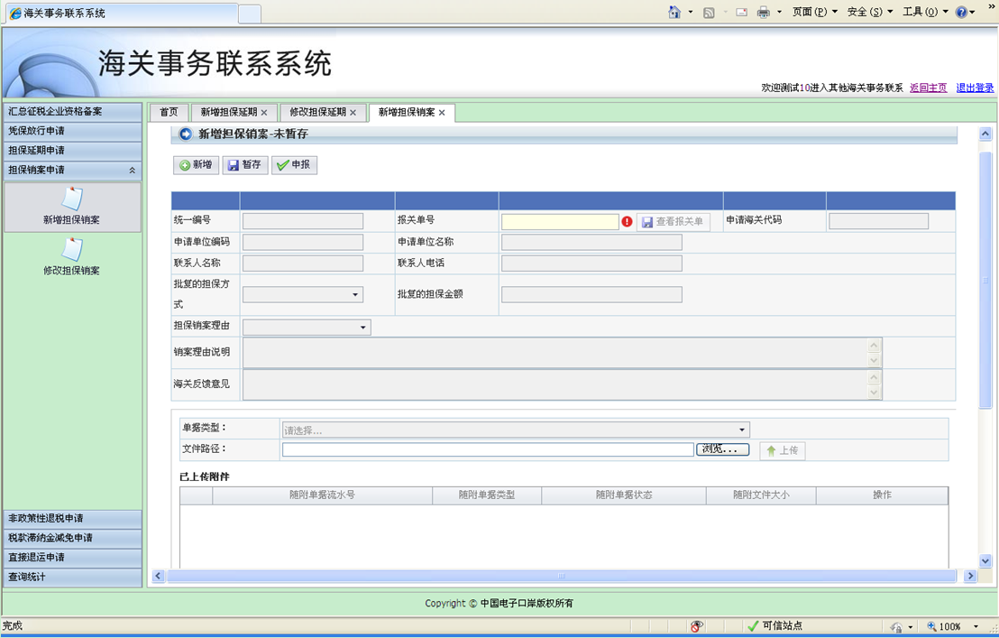 海关事务联系系统
页面(P)
安全(S)
工具(O)
海关事务联系系统
欢迎测试10进入其他海关事务联系 返回主页 退出登录
汇总征税企业资格备案
凭保放行申请
担保延期申请
担保销案申请
新增担保销案
修改担保销案
非政策性退税申请
税款滞纳金减免申请
直接退运申请
查询统计
首页 新增担保延期 × 修改担保延期 × 新增担保销案 ×
新增担保销案-未暂存
新增 暂存 申报
统一编号 报关单号 查看报关单 申请海关代码
申请单位编码 申请单位名称
联系人名称 联系人电话
批复的担保方式 批复的担保金额
担保销案理由
销案理由说明
海关反馈意见
单据类型： 请选择...
文件路径： 浏览... 上传
已上传附件
随附单据流水号 随附单据类型 随附单据状态 随附文件大小 操作
Copyright © 中国电子口岸版权所有
完成 可信站点 100%